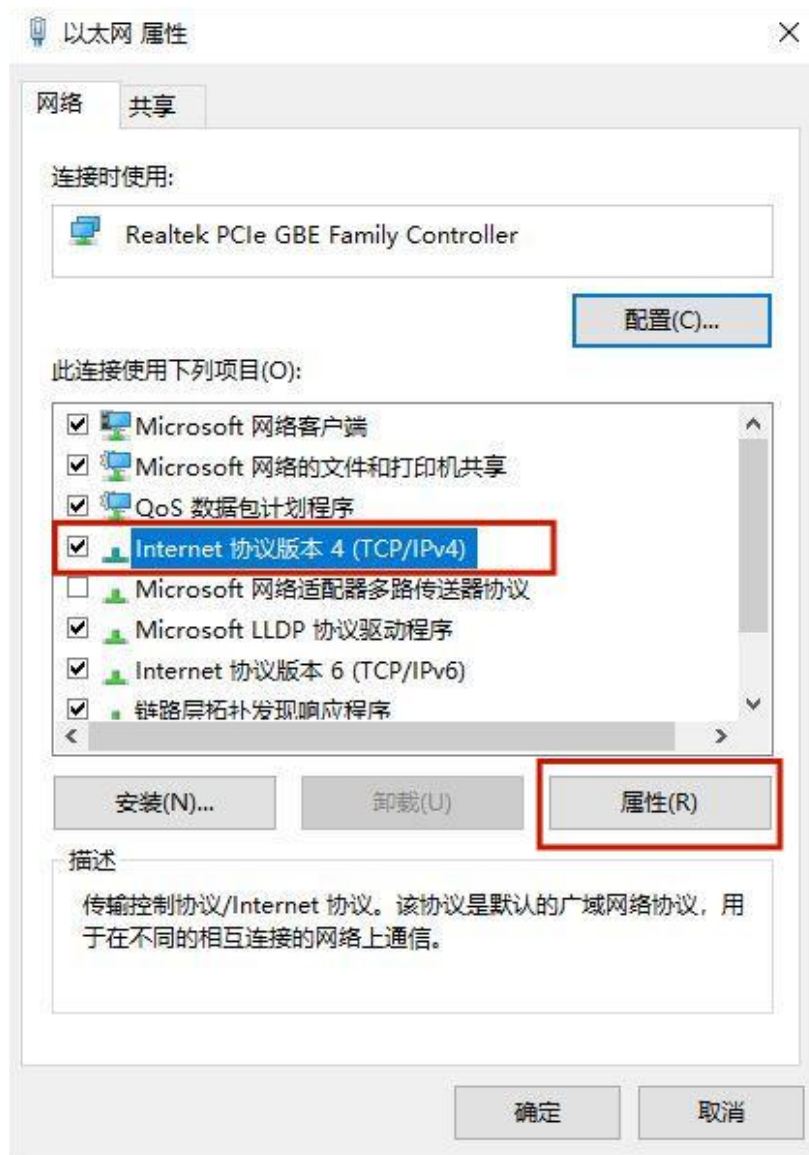 以太网 属性
网络
共享
连接时使用:
Realtek PCIe GBE Family Controller
配置(C)...
此连接使用下列项目(O):
Microsoft 网络客户端
Microsoft 网络的文件和打印机共享
QoS 数据包计划程序
Internet 协议版本 4 (TCP/IPv4)
Microsoft 网络适配器多路传送器协议
Microsoft LLDP 协议驱动程序
Internet 协议版本 6 (TCP/IPv6)
链路层拓扑发现响应程序
安装(N)...
卸载(U)
属性(R)
描述
传输控制协议/Internet 协议。该协议是默认的广域网络协议，用
于在不同的相互连接的网络上通信。
确定
取消